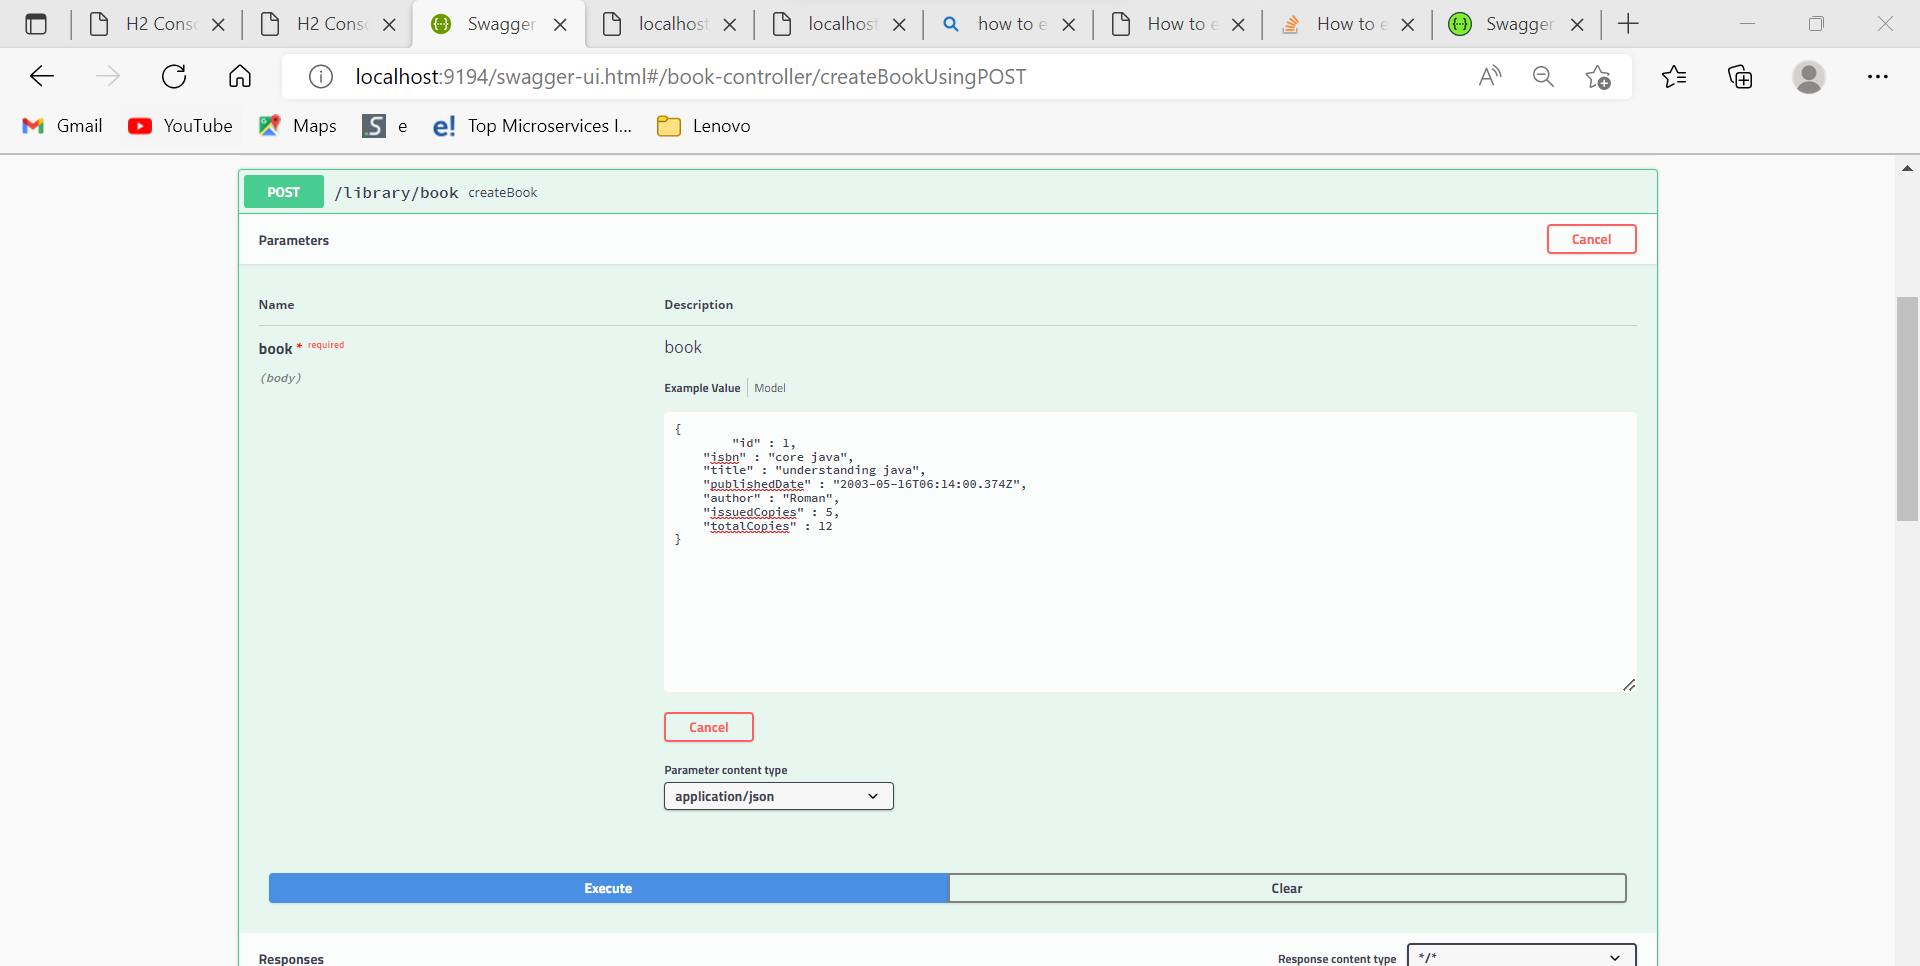 H2 Cons
H2 Cons
Swagger
localhost
localhost
how to e
How to e
How to e
Swagger
localhost:9194/swagger-ui.html#/book-controller/createBookUsingPOST
Gmail YouTube Maps e Top Microservices I... Lenovo
POST /library/book createBook
Parameters Cancel
Name Description
book * required book
(body)
Example Value Model
{
"id" : 1,
"isbn" : "core java",
"title" : "understanding java",
"publishedDate" : "2003-05-16T06:14:00.374Z",
"author" : "Roman",
"issuedCopies" : 5,
"totalCopies" : 12
}
Cancel
Parameter content type
application/json
Execute Clear
Responses Response content type */*